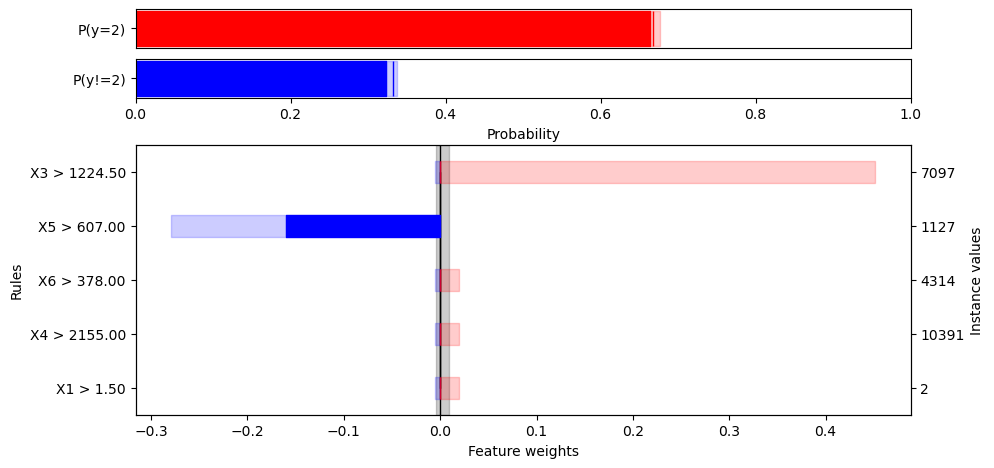 P(y=2)
P(y!=2)
0.0 0.2 0.4 0.6 0.8 1.0
Probability
X3 > 1224.50 7097
X5 > 607.00 1127
X6 > 378.00 4314
X4 > 2155.00 10391
X1 > 1.50 2
Rules
Instance values
−0.3 −0.2 −0.1 0.0 0.1 0.2 0.3 0.4
Feature weights